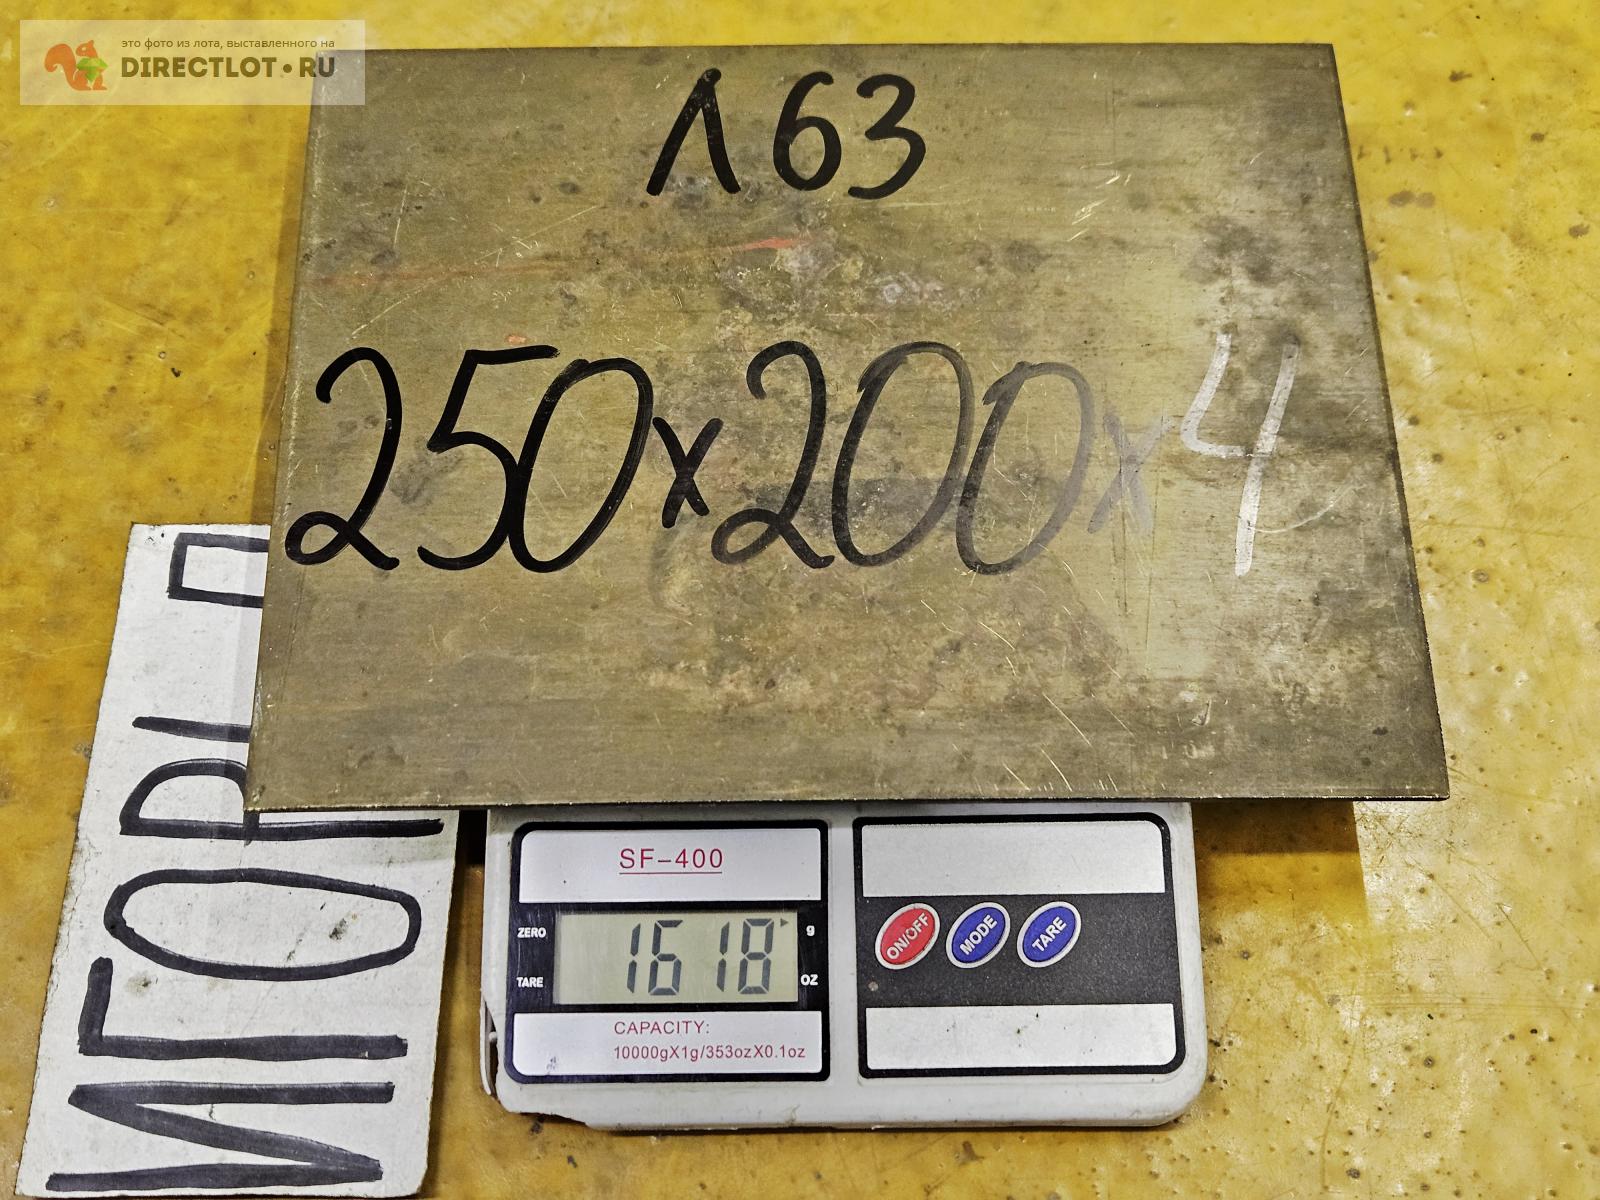 это фото из лота, выставленного на
DIRECTLOT.RU
Л63
250x200x4
SF-400
ZERO
TARE
1618
g
OZ
CAPACITY:
10000gX1g/353ozX0.1oz
ON/OFF
MODE
TARE